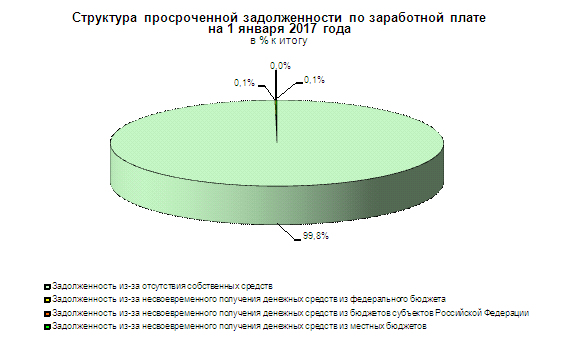 Структура просроченной задолженности по заработной плате
на 1 января 2017 года
в % к итогу
0,0%
0,1%
0,1%
99,8%
Задолженность из-за отсутствия собственных средств
Задолженность из-за несвоевременного получения денежных средств из федерального бюджета
Задолженность из-за несвоевременного получения денежных средств из бюджетов субъектов Российской Федерации
Задолженность из-за несвоевременного получения денежных средств из местных бюджетов